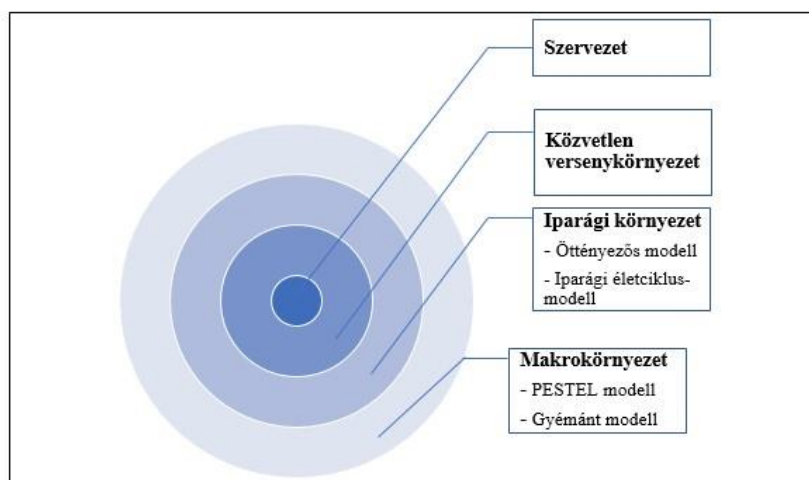 Szervezet
Közvetlen
versenykörnyezet
Iparági környezet
- Öttényezős modell
- Iparági életciklus-
modell
Makrokörnyezet
- PESTEL modell
- Gyémánt modell